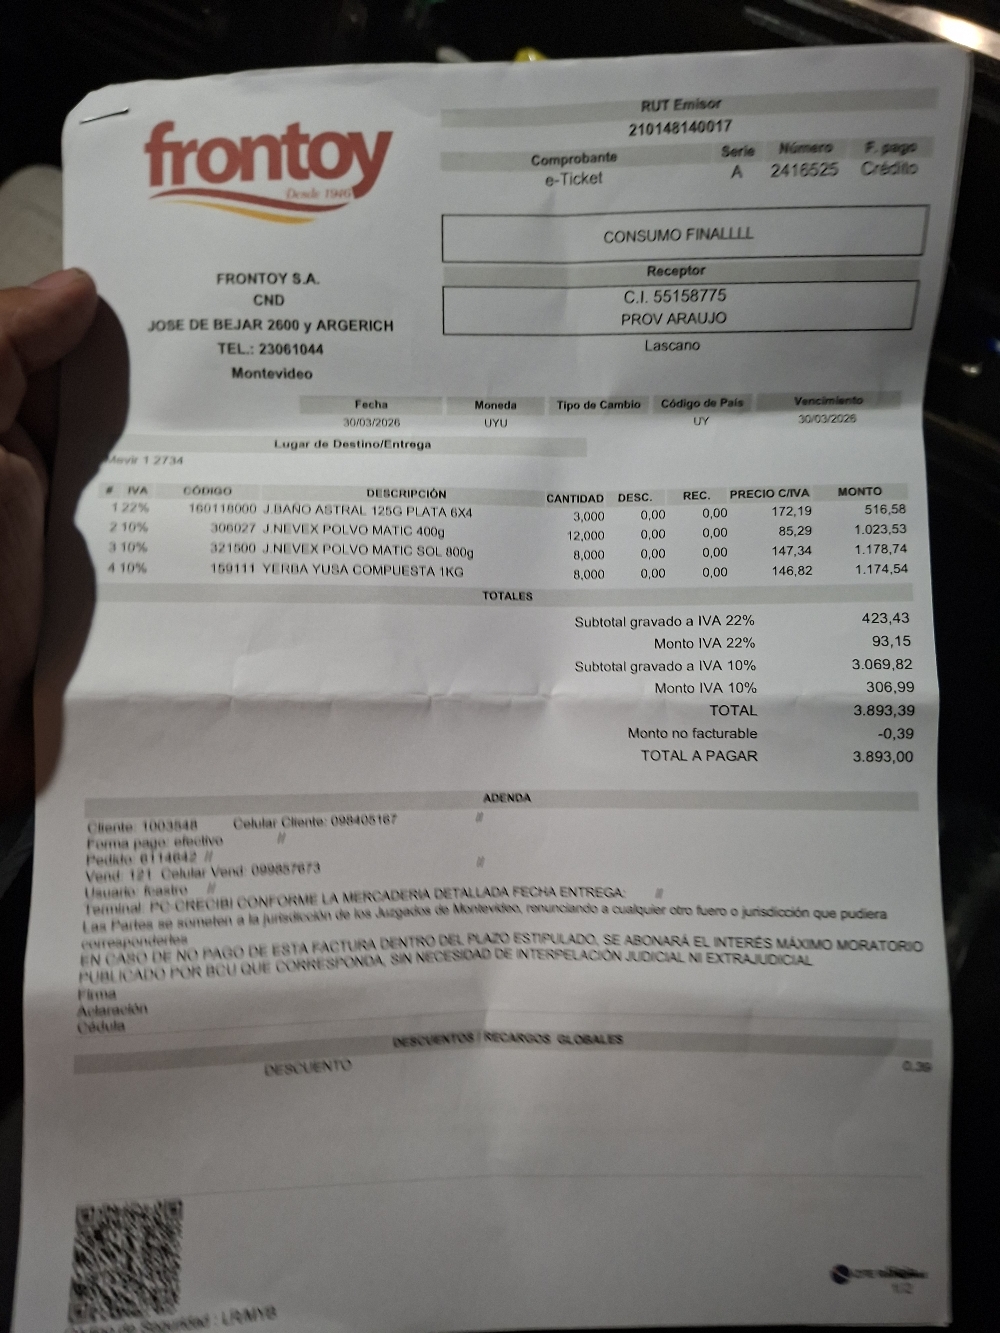 frontoy
Desde 1946
RUT Emisor
210148140017
Comprobante Serie Número F. pago
e-Ticket A 2416525 Crédito
CONSUMO FINALLLL
Receptor
C.I. 55158775
PROV ARAUJO
Lascano
FRONTOY S.A.
CND
JOSE DE BEJAR 2600 y ARGERICH
TEL.: 23061044
Montevideo
Fecha Moneda Tipo de Cambio Código de País Vencimiento
30/03/2026 UYU UY 30/03/2026
Lugar de Destino/Entrega
Mevir 1 2734
# IVA CÓDIGO DESCRIPCIÓN CANTIDAD DESC. REC. PRECIO C/IVA MONTO
1 22% 160118000 J.BAÑO ASTRAL 125G PLATA 6X4 3,000 0,00 0,00 172,19 516,58
2 10% 306027 J.NEVEX POLVO MATIC 400g 12,000 0,00 0,00 85,29 1.023,53
3 10% 321500 J.NEVEX POLVO MATIC SOL 800g 8,000 0,00 0,00 147,34 1.178,74
4 10% 159111 YERBA YUSA COMPUESTA 1KG 8,000 0,00 0,00 146,82 1.174,54
TOTALES
Subtotal gravado a IVA 22% 423,43
Monto IVA 22% 93,15
Subtotal gravado a IVA 10% 3.069,82
Monto IVA 10% 306,99
TOTAL 3.893,39
Monto no facturable -0,39
TOTAL A PAGAR 3.893,00
ADENDA
Cliente: 1003548 Celular Cliente: 098405167 //
Forma pago: efectivo //
Pedido: 6114642 //
Vend: 121 Celular Vend: 099857673 //
Usuario: fcastro //
Terminal: PC-CRECIBI CONFORME LA MERCADERIA DETALLADA FECHA ENTREGA: //
Las Partes se someten a la jurisdicción de los Juzgados de Montevideo, renunciando a cualquier otro fuero o jurisdicción que pudiera
corresponderles
EN CASO DE NO PAGO DE ESTA FACTURA DENTRO DEL PLAZO ESTIPULADO, SE ABONARÁ EL INTERÉS MÁXIMO MORATORIO
PUBLICADO POR BCU QUE CORRESPONDA, SIN NECESIDAD DE INTERPELACIÓN JUDICIAL NI EXTRAJUDICIAL
Firma
Aclaración
Cédula
DESCUENTOS / RECARGOS GLOBALES
DESCUENTO 0,39
de Seguridad : LR/MYB
1/2